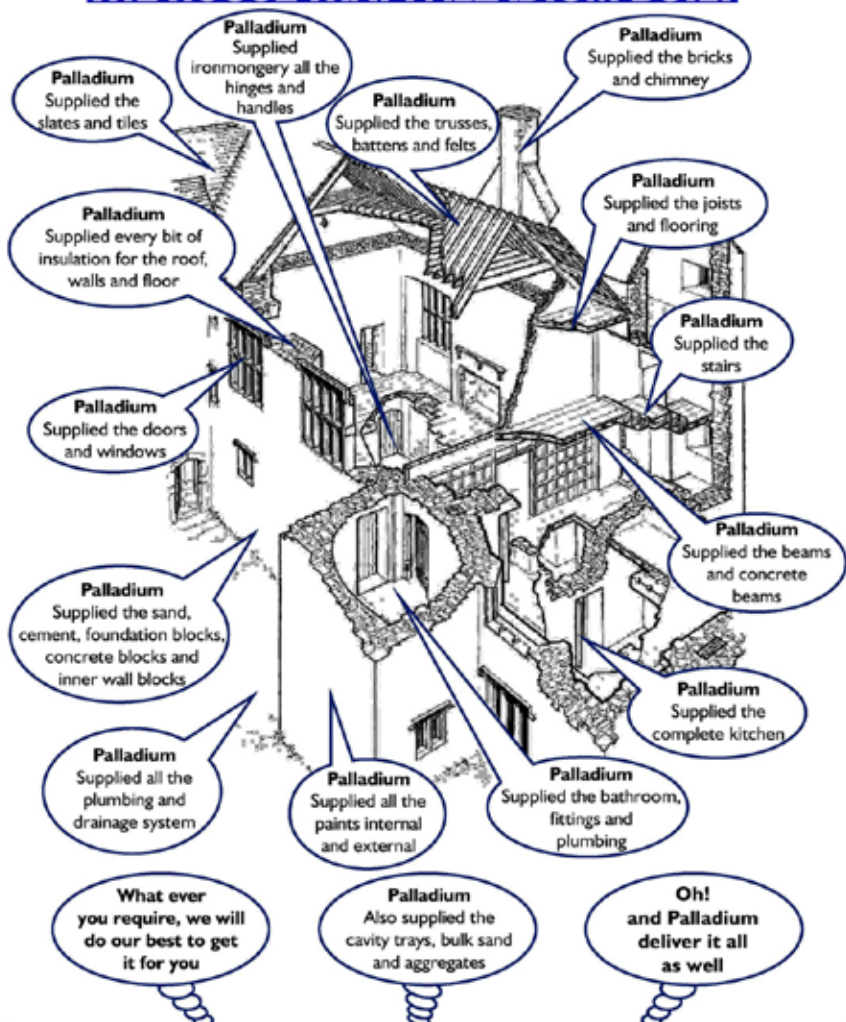 THE HOUSE THAT PALLADIUM BUILT
Palladium
Supplied
ironmongery all the
hinges and
handles
Palladium
Supplied the bricks
and chimney
Palladium
Supplied the
slates and tiles
Palladium
Supplied the trusses,
battens and felts
Palladium
Supplied the joists
and flooring
Palladium
Supplied every bit of
insulation for the roof,
walls and floor
Palladium
Supplied the
stairs
Palladium
Supplied the doors
and windows
Palladium
Supplied the beams
and concrete
beams
Palladium
Supplied the sand,
cement, foundation blocks,
concrete blocks and
inner wall blocks
Palladium
Supplied the
complete kitchen
Palladium
Supplied all the
plumbing and
drainage system
Palladium
Supplied all the
paints internal
and external
Palladium
Supplied the bathroom,
fittings and
plumbing
What ever
you require, we will
do our best to get
it for you
Palladium
Also supplied the
cavity trays, bulk sand
and aggregates
Oh!
and Palladium
deliver it all
as well